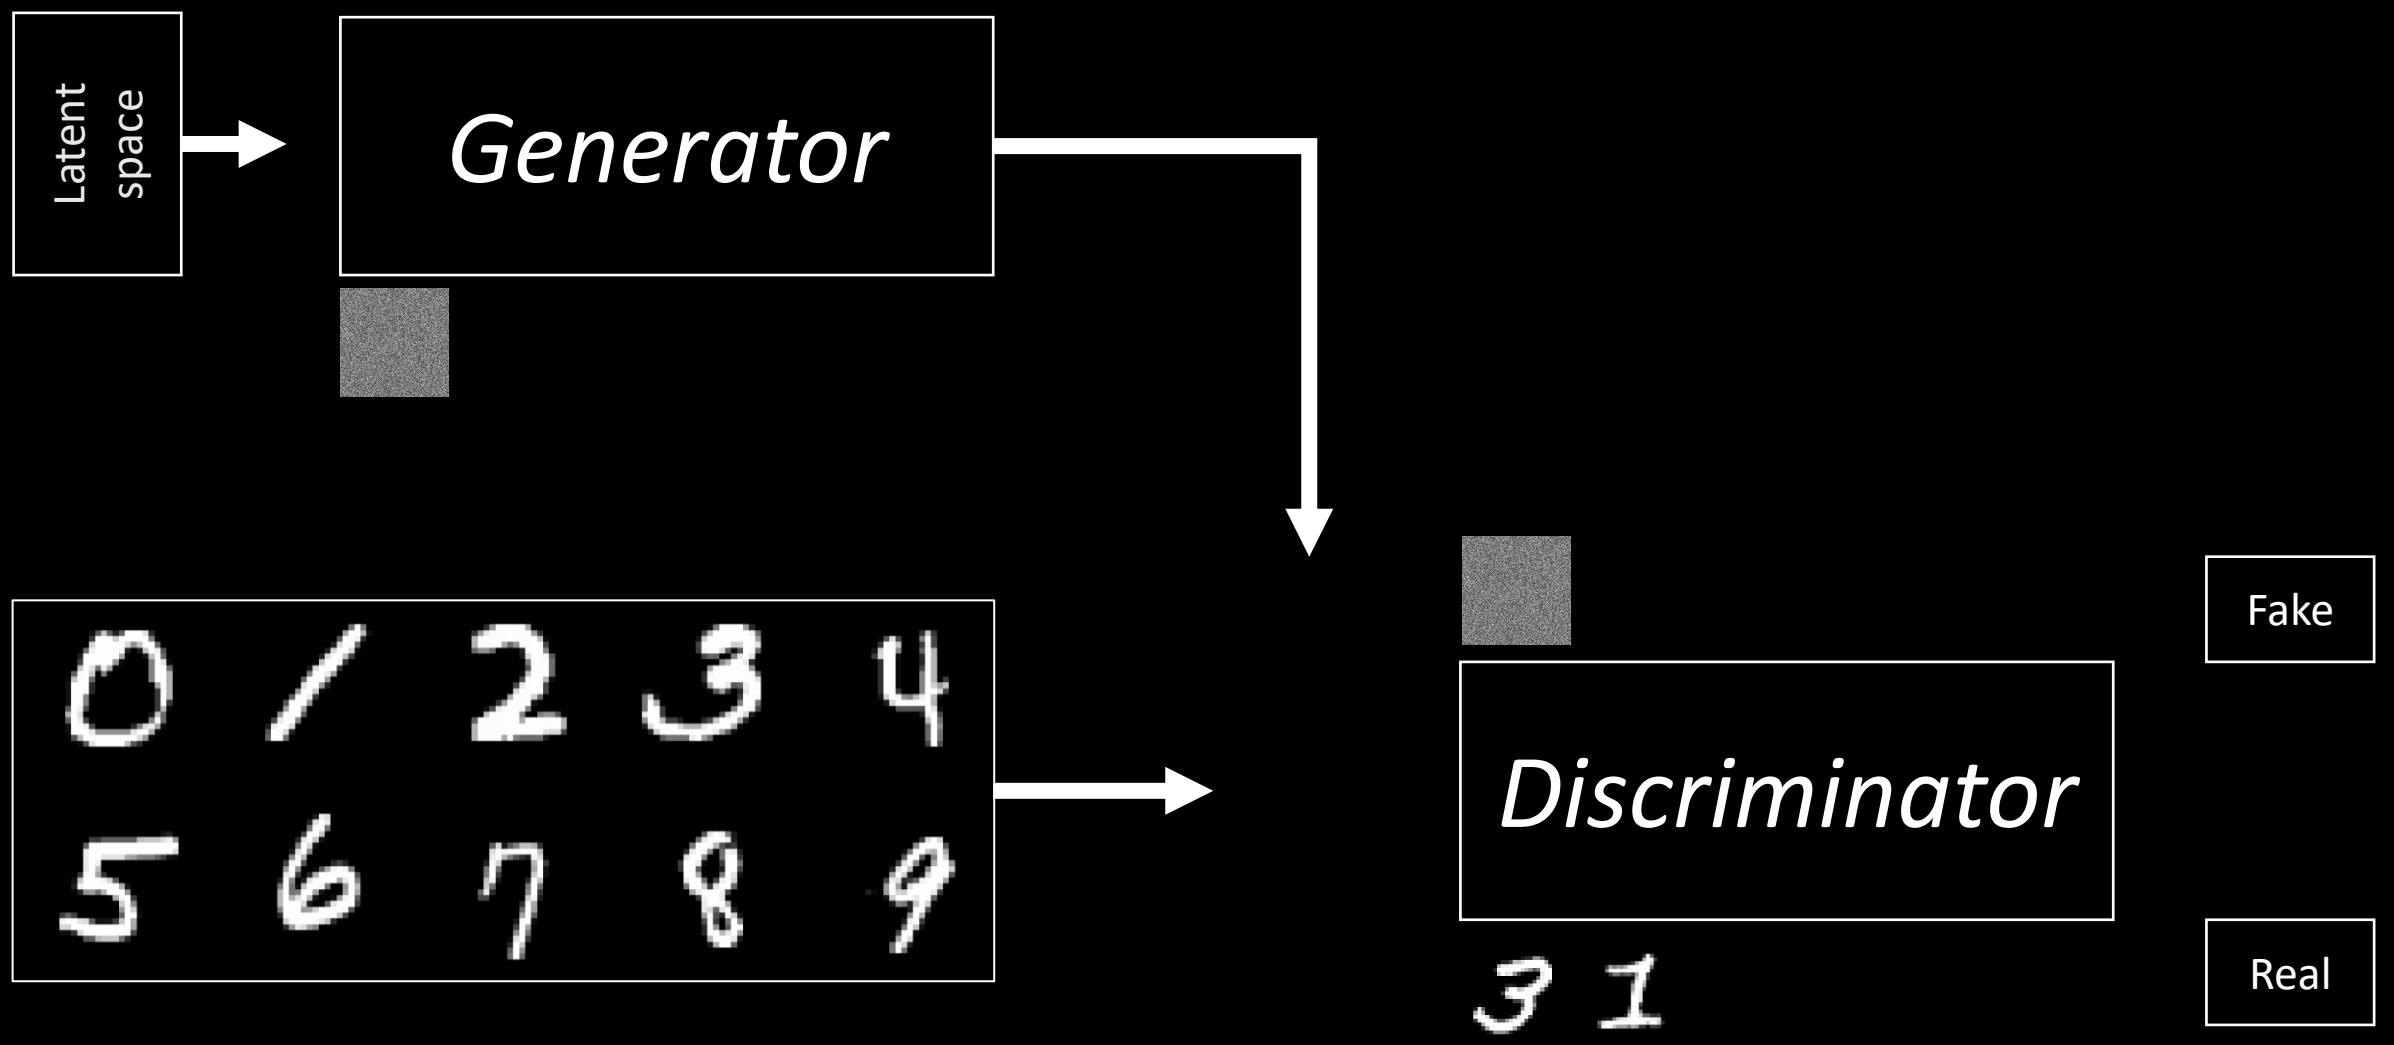 Latent
space
Generator
Fake
0 1 2 3 4
Discriminator
5 6 7 8 9
Real
3 1